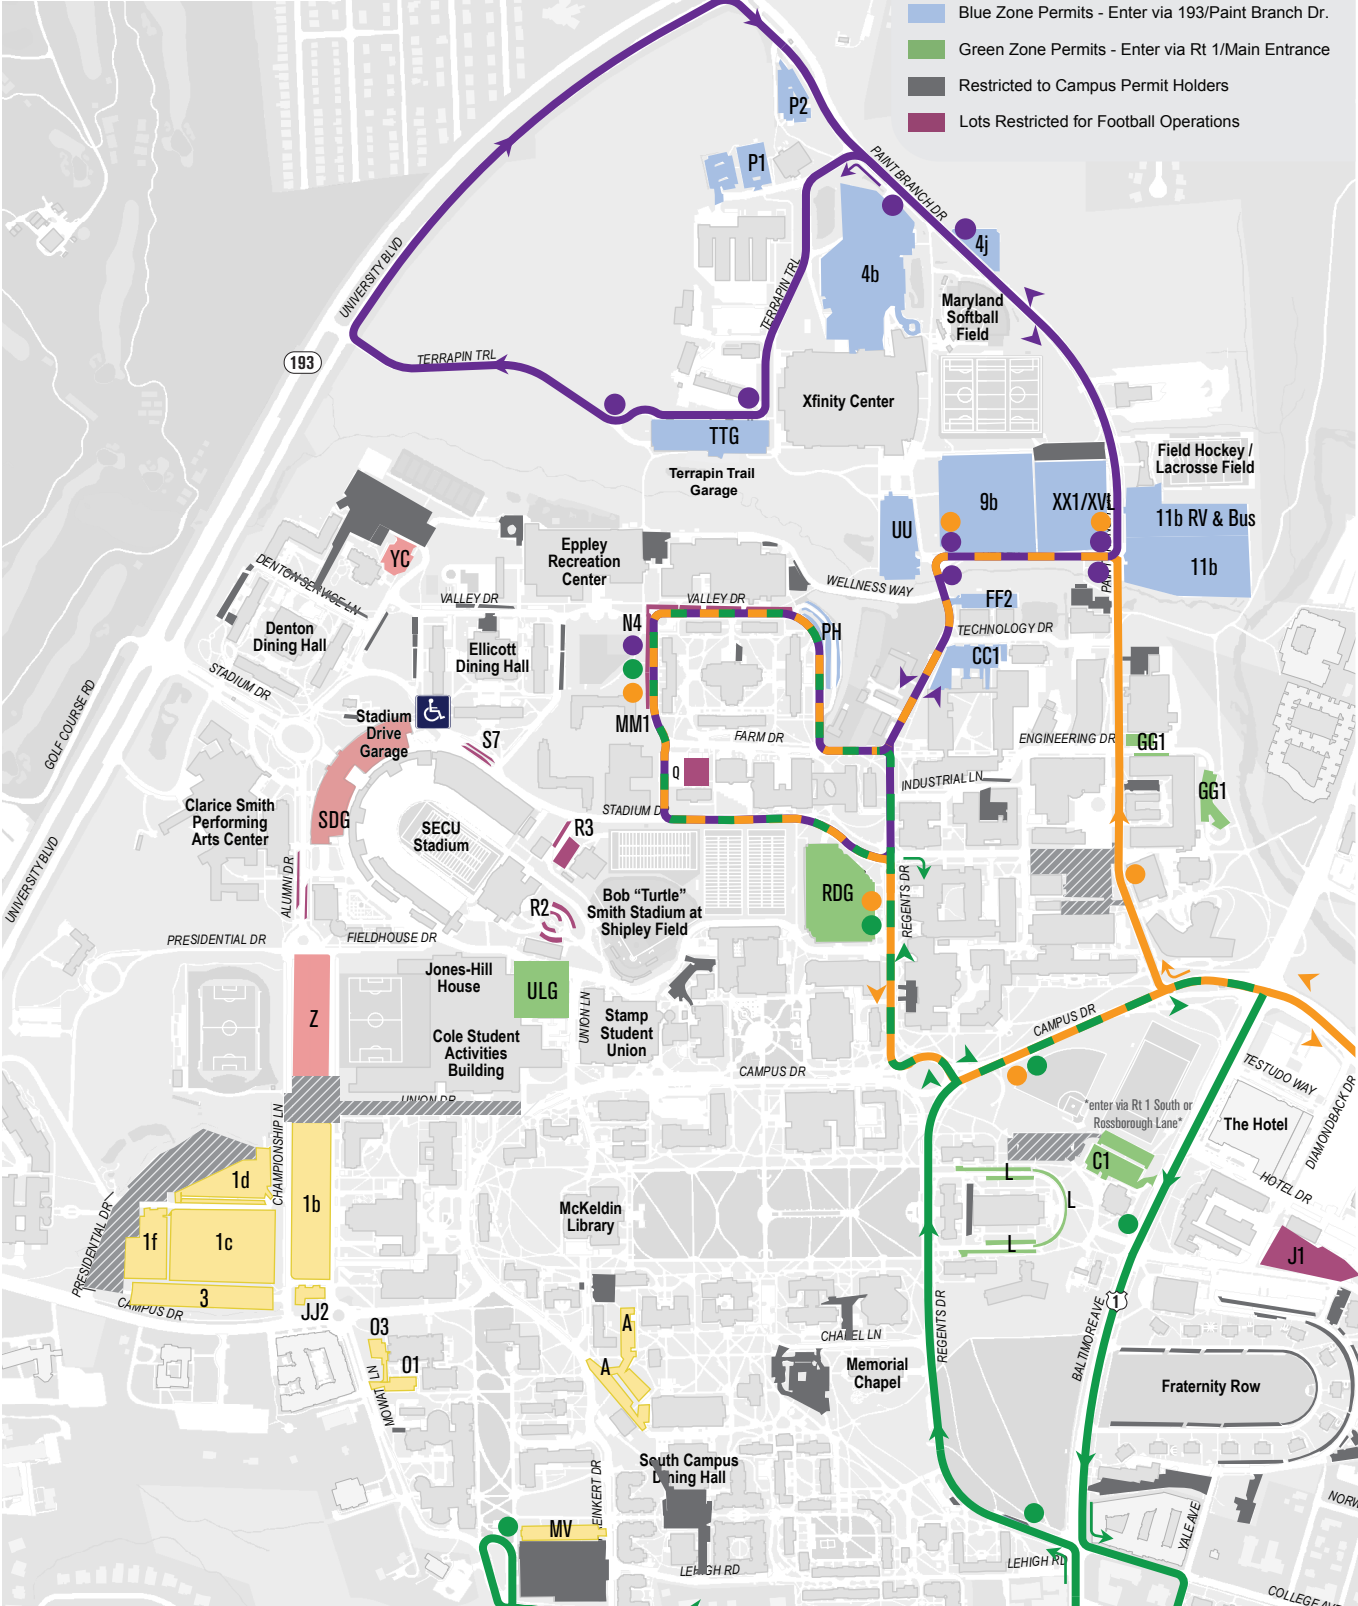 Blue Zone Permits - Enter via 193/Paint Branch Dr.
Green Zone Permits - Enter via Rt 1/Main Entrance
Restricted to Campus Permit Holders
Lots Restricted for Football Operations
P2
P1
PAINT BRANCH DR
4j
4b
UNIVERSITY BLVD
TERRAPIN TRL
Maryland
Softball
Field
193
TERRAPIN TRL
Xfinity Center
TTG
Terrapin Trail
Garage
Field Hockey /
Lacrosse Field
9b
XX1/XVL
11b RV & Bus
UU
11b
YC
Eppley
Recreation
Center
DENTON SERVICE LN
WELLNESS WAY
VALLEY DR
VALLEY DR
FF2
N4
PH
TECHNOLOGY DR
Denton
Dining Hall
Ellicott
Dining Hall
CC1
STADIUM DR
GOLF COURSE RD
Stadium
Drive
Garage
MM1
S7
FARM DR
ENGINEERING DR
GG1
Q
INDUSTRIAL LN
GG1
Clarice Smith
Performing
Arts Center
SDG
SECU
Stadium
STADIUM D
R3
UNIVERSITY BLVD
ALUMNI DR
RDG
REGENTS DR
R2
Bob “Turtle”
Smith Stadium at
Shipley Field
PRESIDENTIAL DR
FIELDHOUSE DR
Jones-Hill
House
ULG
Z
UNION LN
Stamp
Student
Union
Cole Student
Activities
Building
CAMPUS DR
CAMPUS DR
TESTUDO WAY
UNION DR
*enter via Rt 1 South or
Rossborough Lane*
The Hotel
DIAMONDBACK DR
CHAMPIONSHIP LN
C1
HOTEL DR
1d
L
L
L
1b
McKeldin
Library
1f
1c
PRESIDENTIAL DR
J1
3
CAMPUS DR
JJ2
1
O3
A
A
O1
MOWAT LN
CHAPEL LN
REGENTS DR
BALTIMORE AVE
Memorial
Chapel
Fraternity Row
South Campus
Dining Hall
EINKERT DR
MV
YALE AVE
NORW
LEHIGH RD
LEHIGH RD
COLLEGE AVE